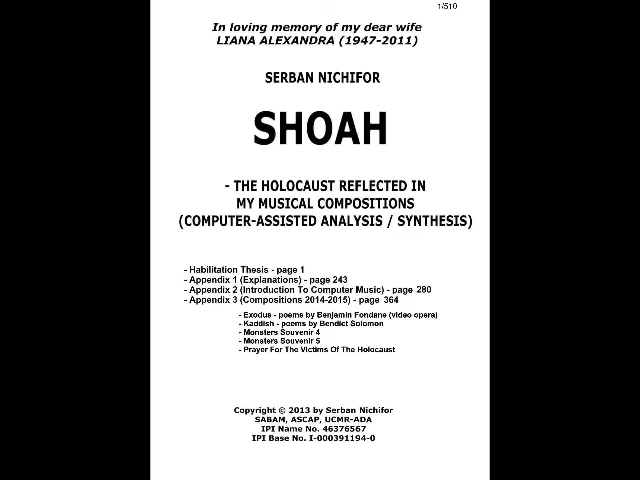 1/510
In loving memory of my dear wife
LIANA ALEXANDRA (1947-2011)
SERBAN NICHIFOR
SHOAH
- THE HOLOCAUST REFLECTED IN
MY MUSICAL COMPOSITIONS
(COMPUTER-ASSISTED ANALYSIS / SYNTHESIS)
- Habilitation Thesis - page 1
- Appendix 1 (Explanations) - page 243
- Appendix 2 (Introduction To Computer Music) - page 280
- Appendix 3 (Compositions 2014-2015) - page 364
- Exodus - poems by Benjamin Fondane (video opera)
- Kaddish - poems by Bendict Solomon
- Monsters Souvenir 4
- Monsters Souvenir 5
- Prayer For The Victims Of The Holocaust
Copyright © 2013 by Serban Nichifor
SABAM, ASCAP, UCMR-ADA
IPI Name No. 46376567
IPI Base No. I-000391194-0